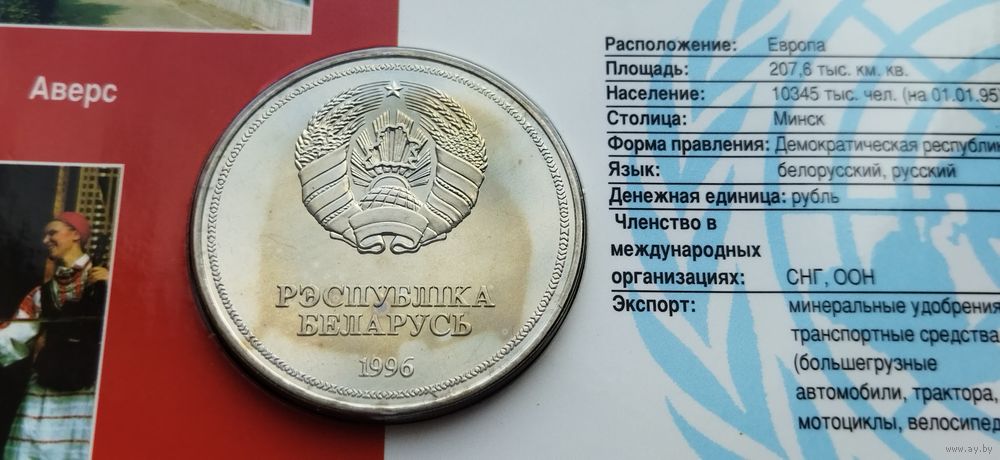 Аверс
РЭСПУБЛІКА
БЕЛАРУСЬ
1996
Расположение: Европа
Площадь: 207,6 тыс. км. кв.
Население: 10345 тыс. чел. (на 01.01.95)
Столица: Минск
Форма правления: Демократическая республик
Язык: белорусский, русский
Денежная единица: рубль
Членство в
международных
организациях: СНГ, ООН
Экспорт: минеральные удобрения
транспортные средства
(большегрузные
автомобили, трактора,
мотоциклы, велосипед
www.ay.by